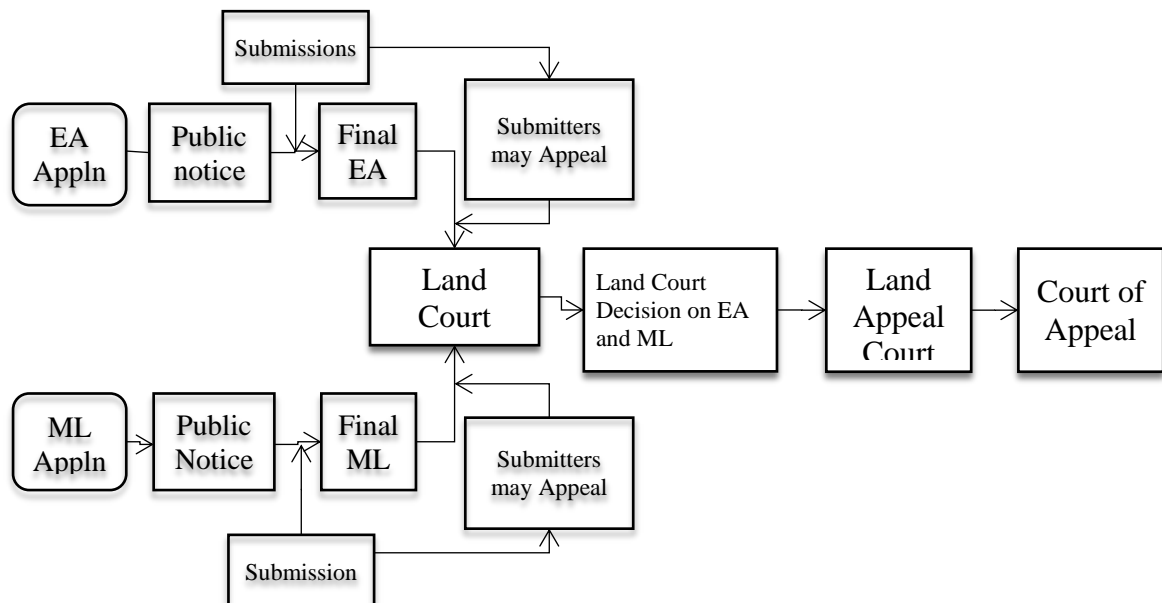 Submissions
EA
Appln
Public
notice
Final
EA
Submitters
may Appeal
Land
Court
Land Court
Decision on EA
and ML
Land
Appeal
Court
Court of
Appeal
ML
Appln
Public
Notice
Final
ML
Submitters
may Appeal
Submission